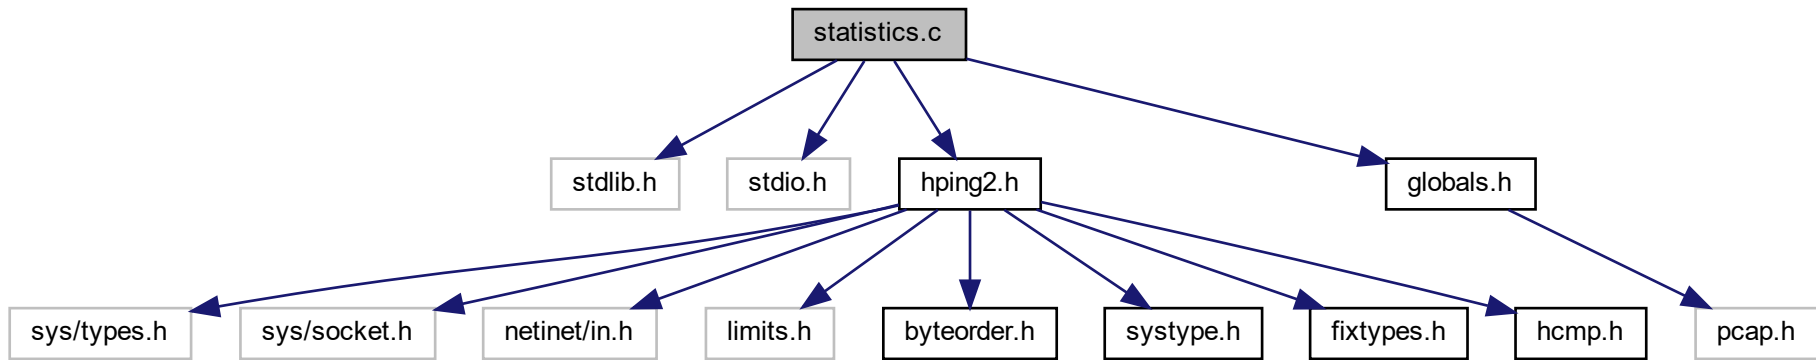 statistics.c
stdlib.h
stdio.h
hping2.h
globals.h
sys/types.h
sys/socket.h
netinet/in.h
limits.h
byteorder.h
systype.h
fixtypes.h
hcmp.h
pcap.h